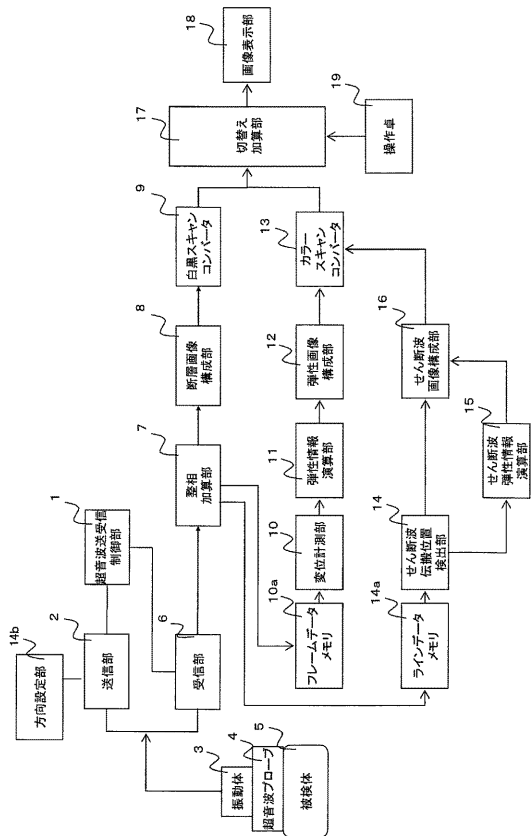 14b
方向設定部
2
送信部
1
超音波送受信
制御部
6
受信部
3
振動体
4
超音波プローブ
5
被検体
7
整相
加算部
8
断層画像
構成部
9
白黒スキャン
コンバータ
10a
フレームデータ
メモリ
10
変位計測部
11
弾性情報
演算部
12
弾性画像
構成部
13
カラー
スキャン
コンバータ
14a
ラインデータ
メモリ
14
せん断波
伝搬位置
検出部
15
せん断波
弾性情報
演算部
16
せん断波
画像構成部
17
切替え
加算部
18
画像表示部
19
操作卓